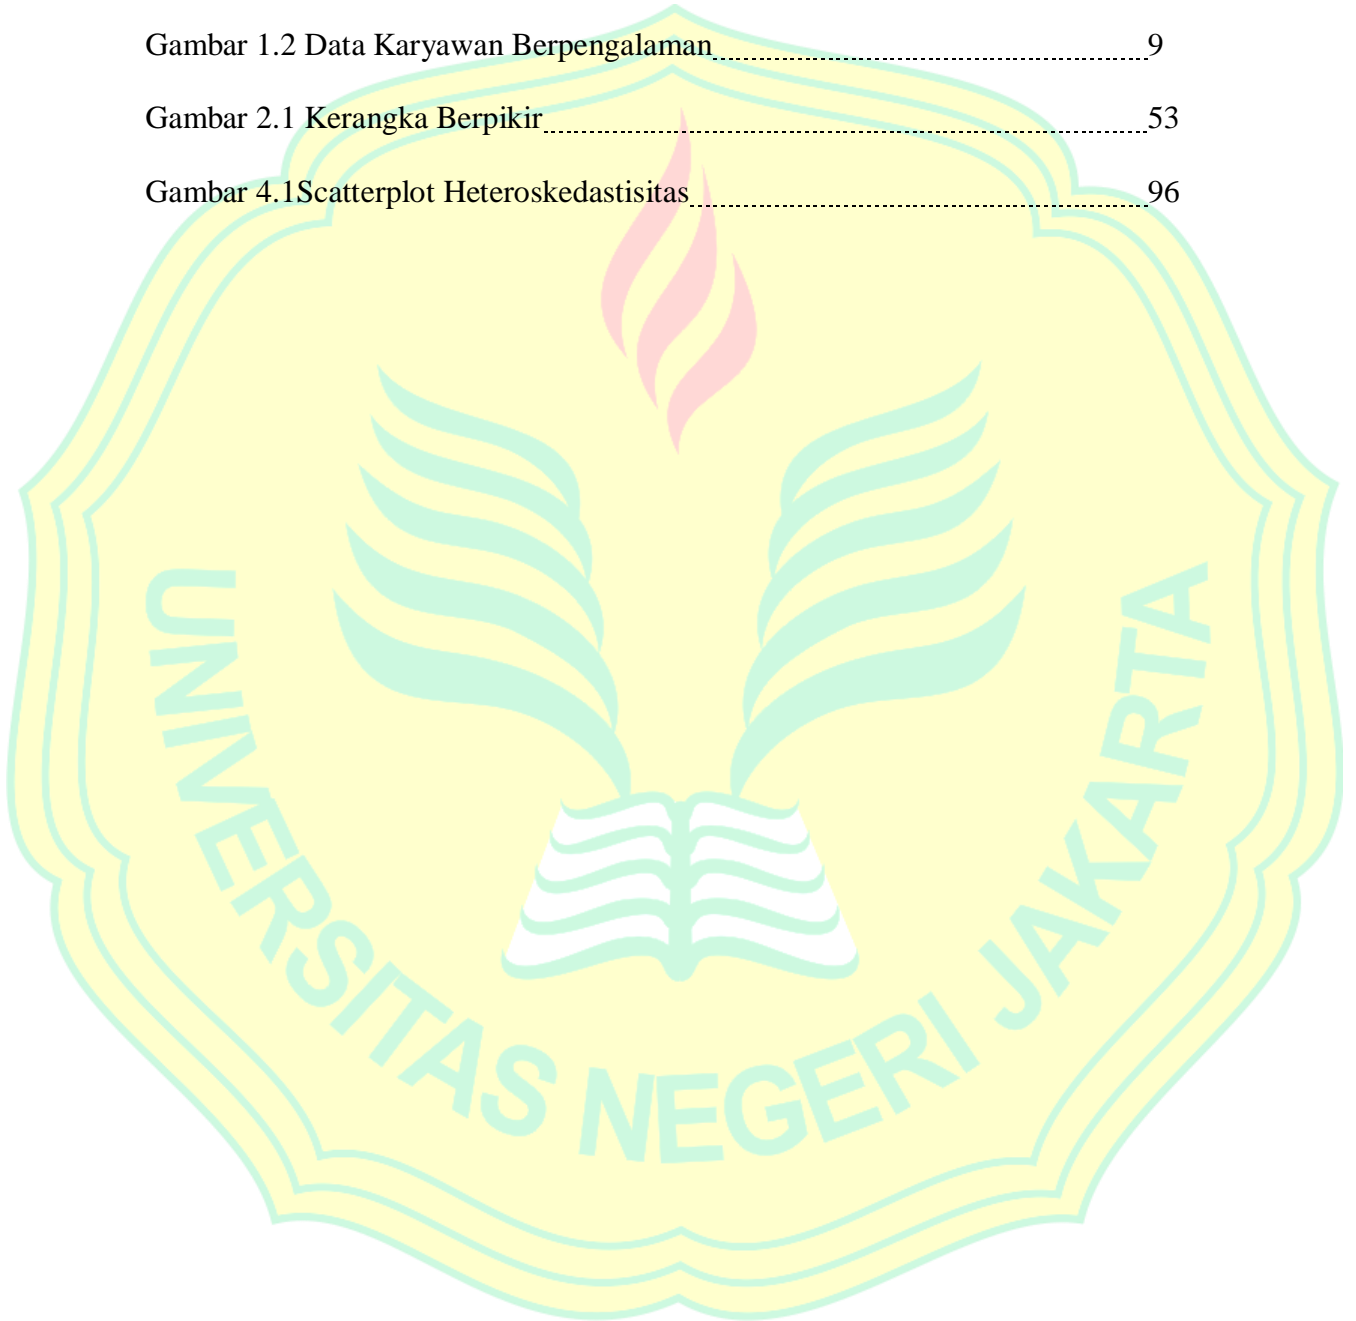 Gambar 1.2 Data Karyawan Berpengalaman 9
Gambar 2.1 Kerangka Berpikir 53
Gambar 4.1Scatterplot Heteroskedastisitas 96
UNIVERSITAS NEGERI JAKARTA